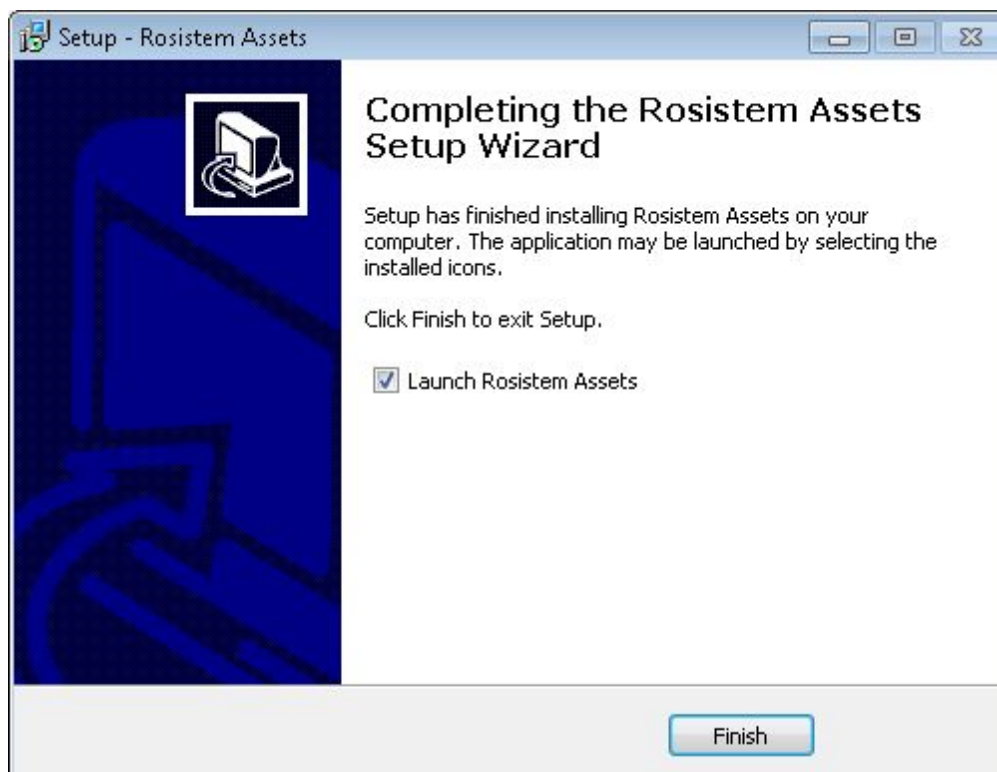 Setup - Rosistem Assets
Completing the Rosistem Assets
Setup Wizard
Setup has finished installing Rosistem Assets on your
computer. The application may be launched by selecting the
installed icons.
Click Finish to exit Setup.
Launch Rosistem Assets
Finish